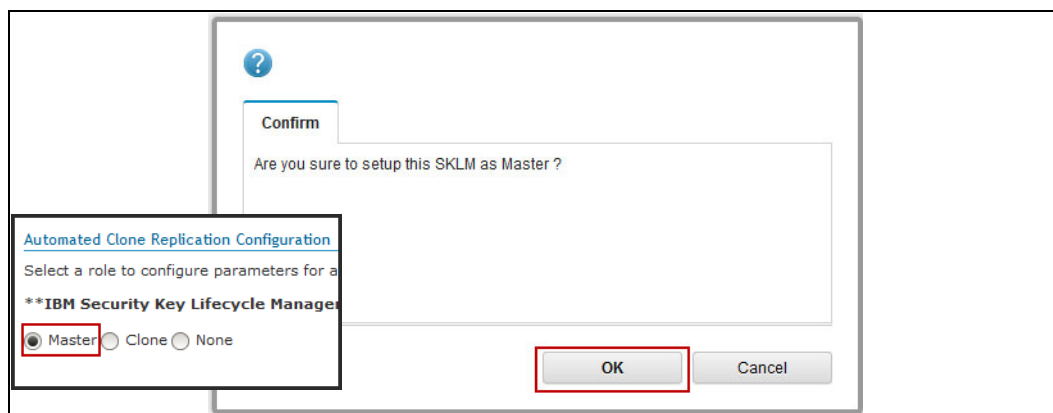 Confirm
Are you sure to setup this SKLM as Master ?
Automated Clone Replication Configuration
Select a role to configure parameters for a
**IBM Security Key Lifecycle Manager
Master Clone None
OK Cancel